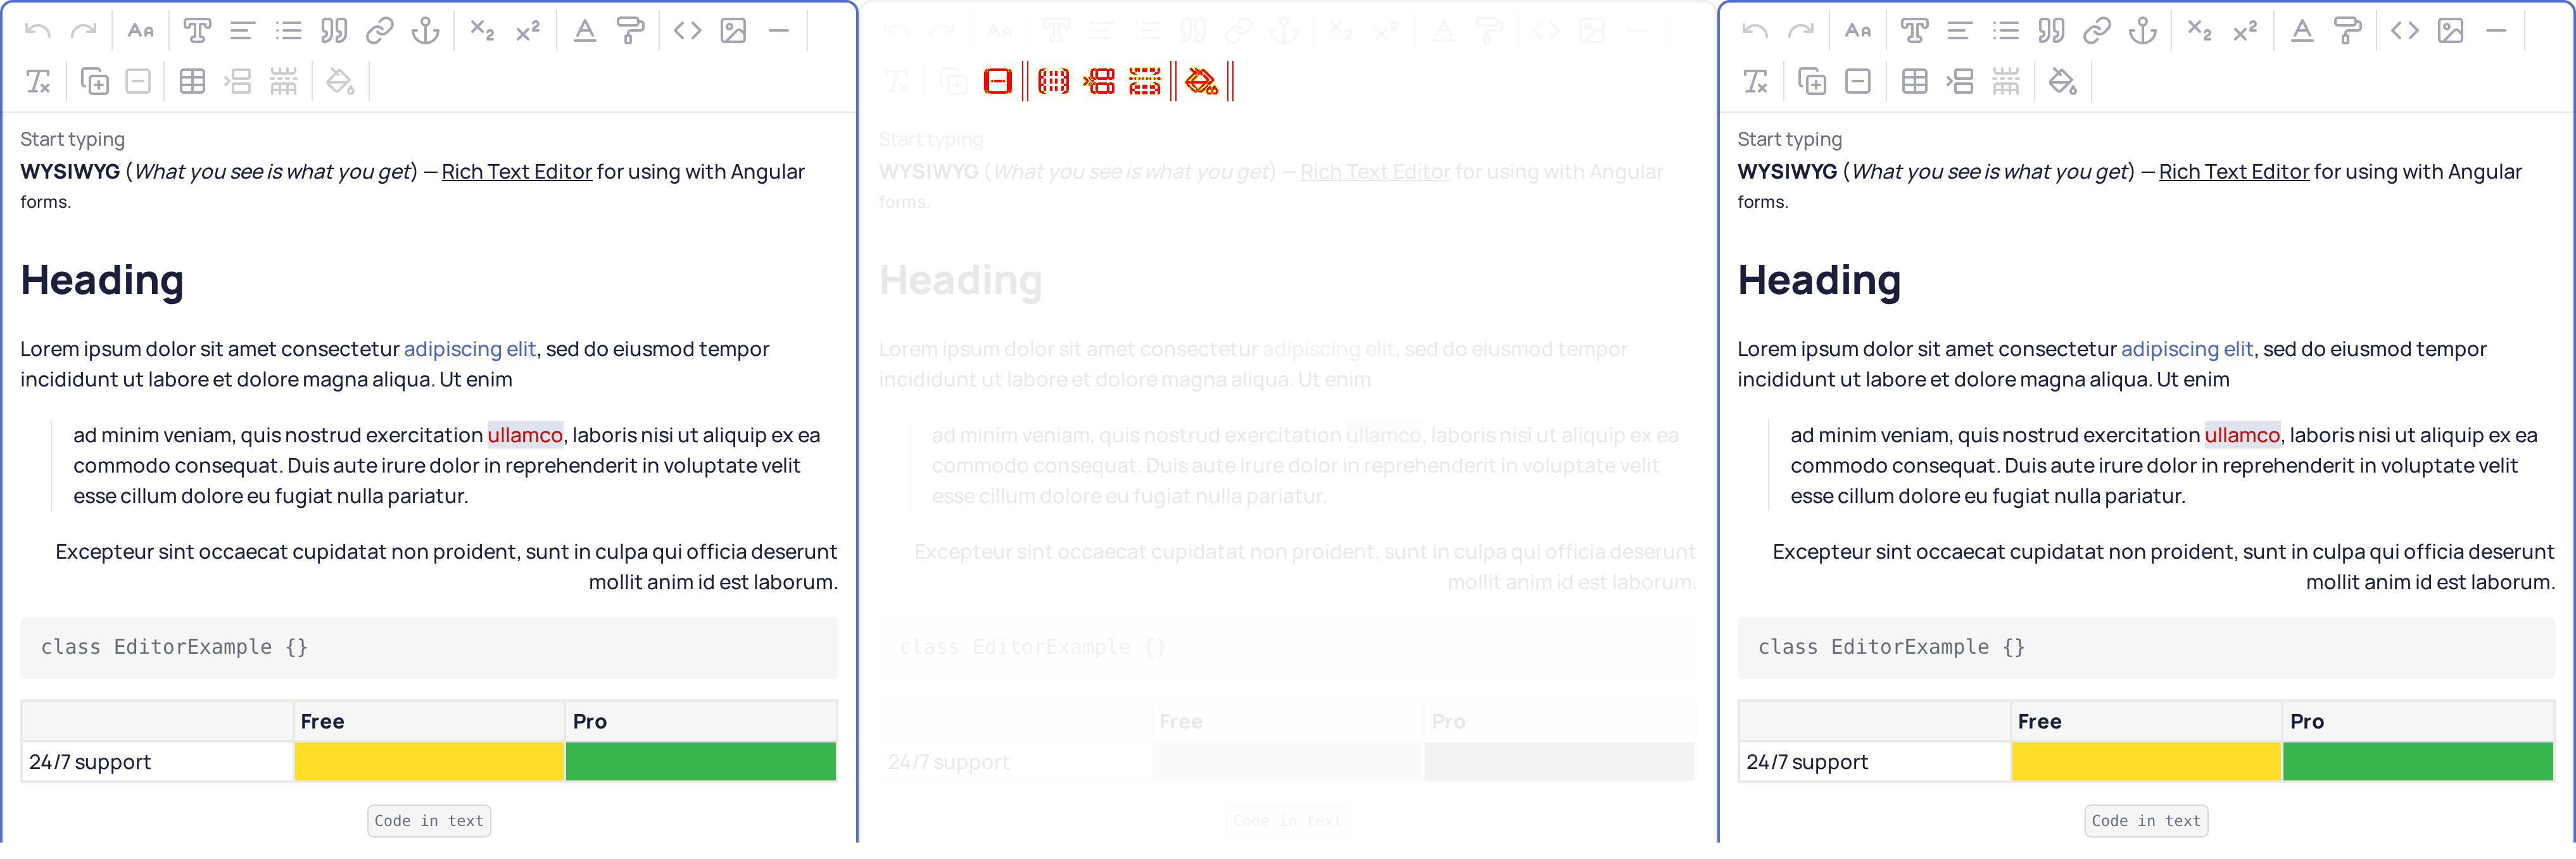 Start typing
WYSIWYG (What you see is what you get) — Rich Text Editor for using with Angular
forms.
Heading
Lorem ipsum dolor sit amet consectetur adipiscing elit, sed do eiusmod tempor
incididunt ut labore et dolore magna aliqua. Ut enim
ad minim veniam, quis nostrud exercitation ullamco, laboris nisi ut aliquip ex ea
commodo consequat. Duis aute irure dolor in reprehenderit in voluptate velit
esse cillum dolore eu fugiat nulla pariatur.
Excepteur sint occaecat cupidatat non proident, sunt in culpa qui officia deserunt
mollit anim id est laborum.
class EditorExample {}
Free Pro
24/7 support
Code in text
Start typing
WYSIWYG (What you see is what you get) — Rich Text Editor for using with Angular
forms.
Heading
Lorem ipsum dolor sit amet consectetur adipiscing elit, sed do eiusmod tempor
incididunt ut labore et dolore magna aliqua. Ut enim
ad minim veniam, quis nostrud exercitation ullamco, laboris nisi ut aliquip ex ea
commodo consequat. Duis aute irure dolor in reprehenderit in voluptate velit
esse cillum dolore eu fugiat nulla pariatur.
Excepteur sint occaecat cupidatat non proident, sunt in culpa qui officia deserunt
mollit anim id est laborum.
class EditorExample {}
Free Pro
24/7 support
Code in text
Start typing
WYSIWYG (What you see is what you get) — Rich Text Editor for using with Angular
forms.
Heading
Lorem ipsum dolor sit amet consectetur adipiscing elit, sed do eiusmod tempor
incididunt ut labore et dolore magna aliqua. Ut enim
ad minim veniam, quis nostrud exercitation ullamco, laboris nisi ut aliquip ex ea
commodo consequat. Duis aute irure dolor in reprehenderit in voluptate velit
esse cillum dolore eu fugiat nulla pariatur.
Excepteur sint occaecat cupidatat non proident, sunt in culpa qui officia deserunt
mollit anim id est laborum.
class EditorExample {}
Free Pro
24/7 support
Code in text